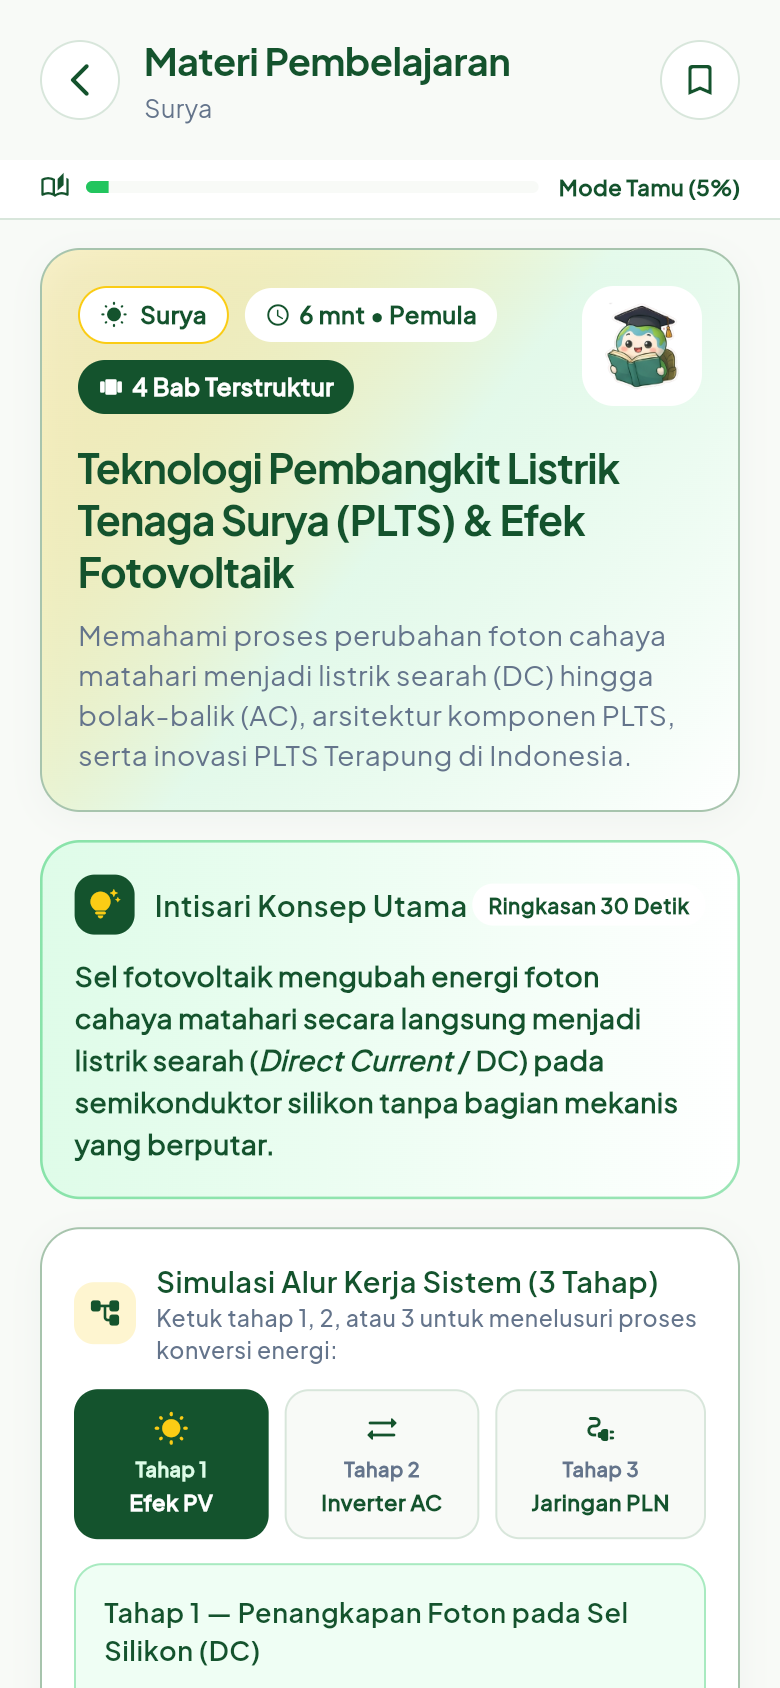 Materi Pembelajaran
Surya
Mode Tamu (5%)
Surya
6 mnt • Pemula
4 Bab Terstruktur
Teknologi Pembangkit Listrik
Tenaga Surya (PLTS) & Efek
Fotovoltaik
Memahami proses perubahan foton cahaya
matahari menjadi listrik searah (DC) hingga
bolak-balik (AC), arsitektur komponen PLTS,
serta inovasi PLTS Terapung di Indonesia.
Intisari Konsep Utama
Ringkasan 30 Detik
Sel fotovoltaik mengubah energi foton
cahaya matahari secara langsung menjadi
listrik searah (Direct Current / DC) pada
semikonduktor silikon tanpa bagian mekanis
yang berputar.
Simulasi Alur Kerja Sistem (3 Tahap)
Ketuk tahap 1, 2, atau 3 untuk menelusuri proses
konversi energi:
Tahap 1
Efek PV
Tahap 2
Inverter AC
Tahap 3
Jaringan PLN
Tahap 1 — Penangkapan Foton pada Sel
Silikon (DC)